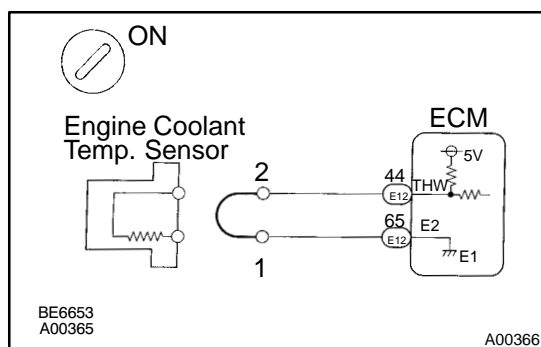 ON
Engine Coolant
Temp. Sensor
ECM
5V
2
44
THW
E12
65
E2
E12
E1
1
BE6653
A00365
A00366